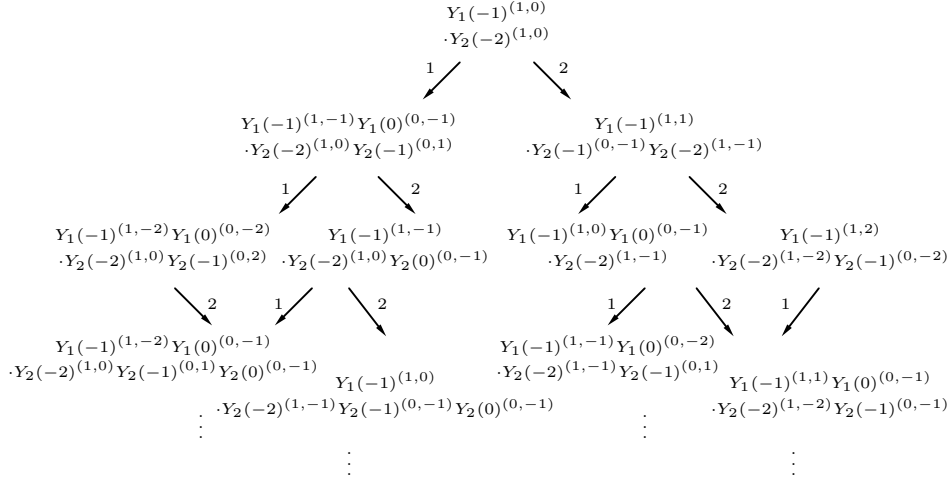 Y_1(-1)^{(1,0)}
·Y_2(-2)^{(1,0)}
1 2
Y_1(-1)^{(1,-1)}Y_1(0)^{(0,-1)} Y_1(-1)^{(1,1)}
·Y_2(-2)^{(1,0)}Y_2(-1)^{(0,1)} ·Y_2(-1)^{(0,-1)}Y_2(-2)^{(1,-1)}
1 2 1 2
Y_1(-1)^{(1,-2)}Y_1(0)^{(0,-2)} Y_1(-1)^{(1,-1)} Y_1(-1)^{(1,0)}Y_1(0)^{(0,-1)} Y_1(-1)^{(1,2)}
·Y_2(-2)^{(1,0)}Y_2(-1)^{(0,2)} ·Y_2(-2)^{(1,0)}Y_2(0)^{(0,-1)} ·Y_2(-2)^{(1,-1)} ·Y_2(-2)^{(1,-2)}Y_2(-1)^{(0,-2)}
2 1 2 1 2 1
Y_1(-1)^{(1,-2)}Y_1(0)^{(0,-1)} Y_1(-1)^{(1,-1)}Y_1(0)^{(0,-2)}
·Y_2(-2)^{(1,0)}Y_2(-1)^{(0,1)}Y_2(0)^{(0,-1)} ·Y_2(-2)^{(1,-1)}Y_2(-1)^{(0,1)}
Y_1(-1)^{(1,0)} Y_1(-1)^{(1,1)}Y_1(0)^{(0,-1)}
·Y_2(-2)^{(1,-1)}Y_2(-1)^{(0,-1)}Y_2(0)^{(0,-1)} ·Y_2(-2)^{(1,-2)}Y_2(-1)^{(0,-1)}
⋮ ⋮
⋮ ⋮